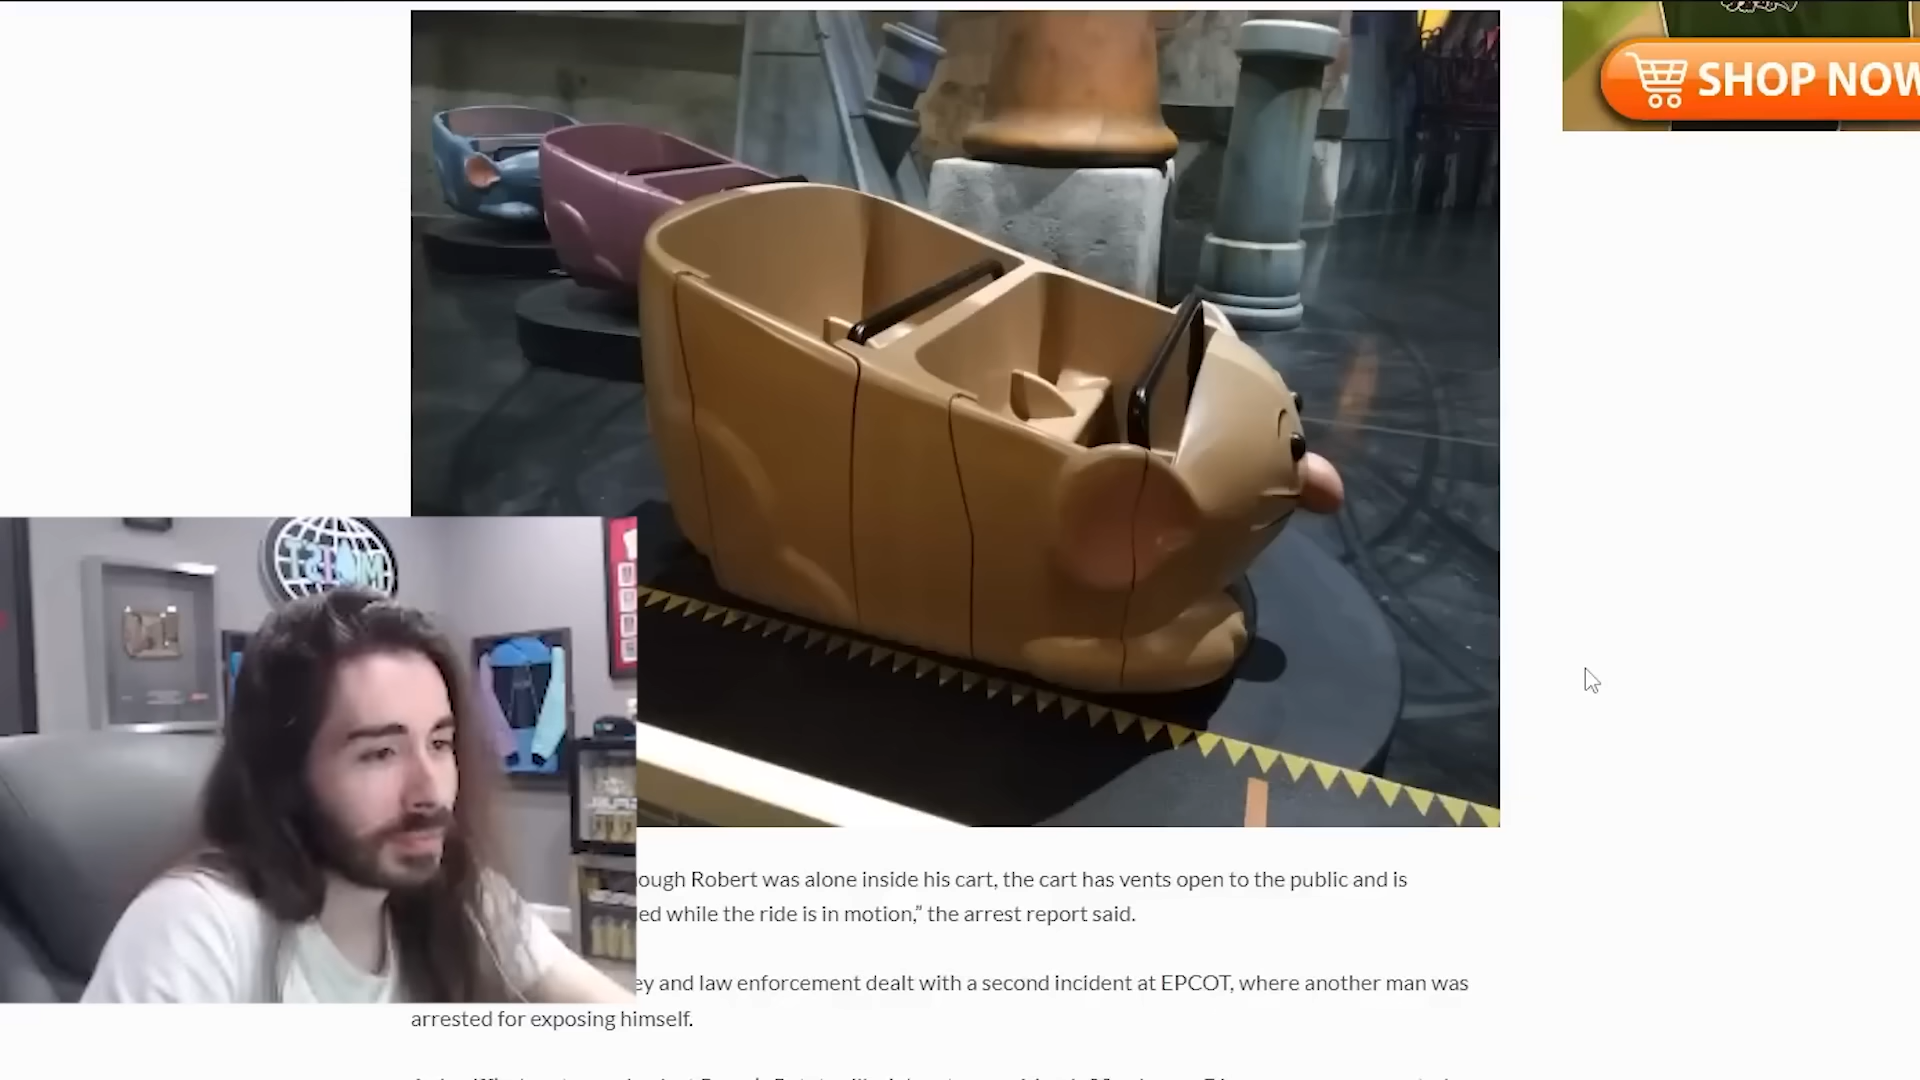 SHOP NOW
MOIST
ough Robert was alone inside his cart, the cart has vents open to the public and is
ed while the ride is in motion,” the arrest report said.
ey and law enforcement dealt with a second incident at EPCOT, where another man was
arrested for exposing himself.